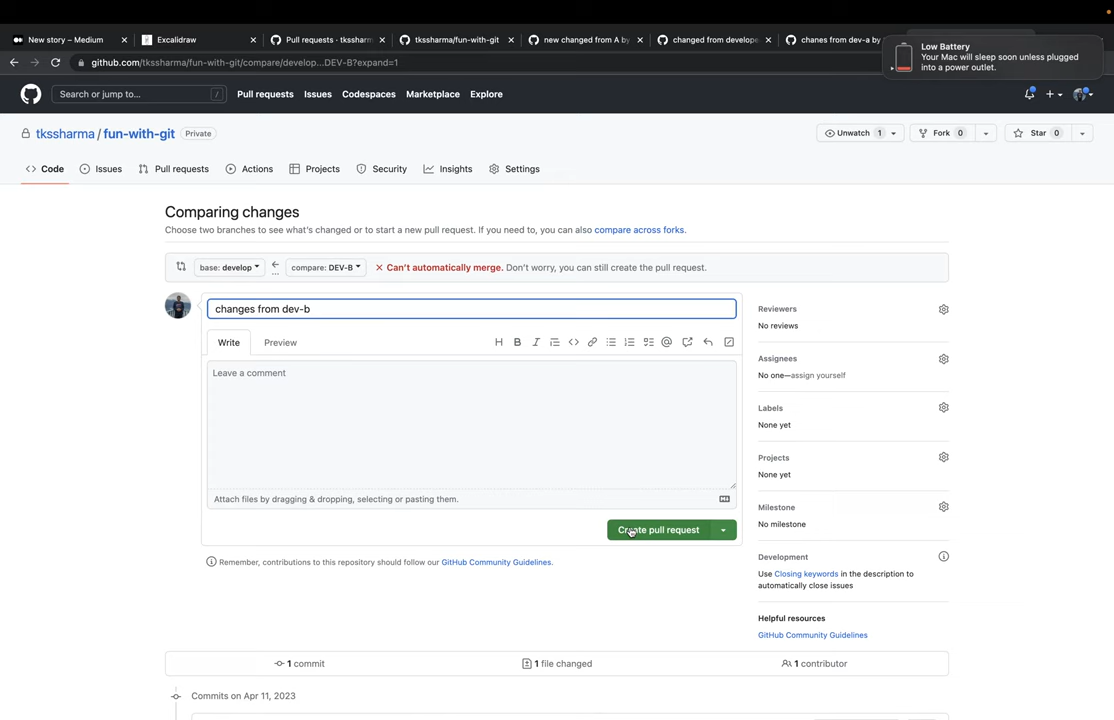 New story – Medium
Excalidraw
Pull requests · tkssharm
tkssharma/fun-with-git
new changed from A by
changed from develope
chanes from dev-a by
Low Battery
Your Mac will sleep soon unless plugged
into a power outlet.
github.com/tkssharma/fun-with-git/compare/develop...DEV-B?expand=1
Search or jump to...
/
Pull requests
Issues
Codespaces
Marketplace
Explore
tkssharma / fun-with-git
Private
Unwatch 1
Fork 0
Star 0
Code
Issues
Pull requests
Actions
Projects
Security
Insights
Settings
Comparing changes
Choose two branches to see what's changed or to start a new pull request. If you need to, you can also compare across forks.
base: develop
...
compare: DEV-B
Can't automatically merge. Don't worry, you can still create the pull request.
changes from dev-b
Write
Preview
Leave a comment
Attach files by dragging & dropping, selecting or pasting them.
Create pull request
Remember, contributions to this repository should follow our GitHub Community Guidelines.
Reviewers
No reviews
Assignees
No one—assign yourself
Labels
None yet
Projects
None yet
Milestone
No milestone
Development
Use Closing keywords in the description to
automatically close issues
Helpful resources
GitHub Community Guidelines
1 commit
1 file changed
1 contributor
Commits on Apr 11, 2023